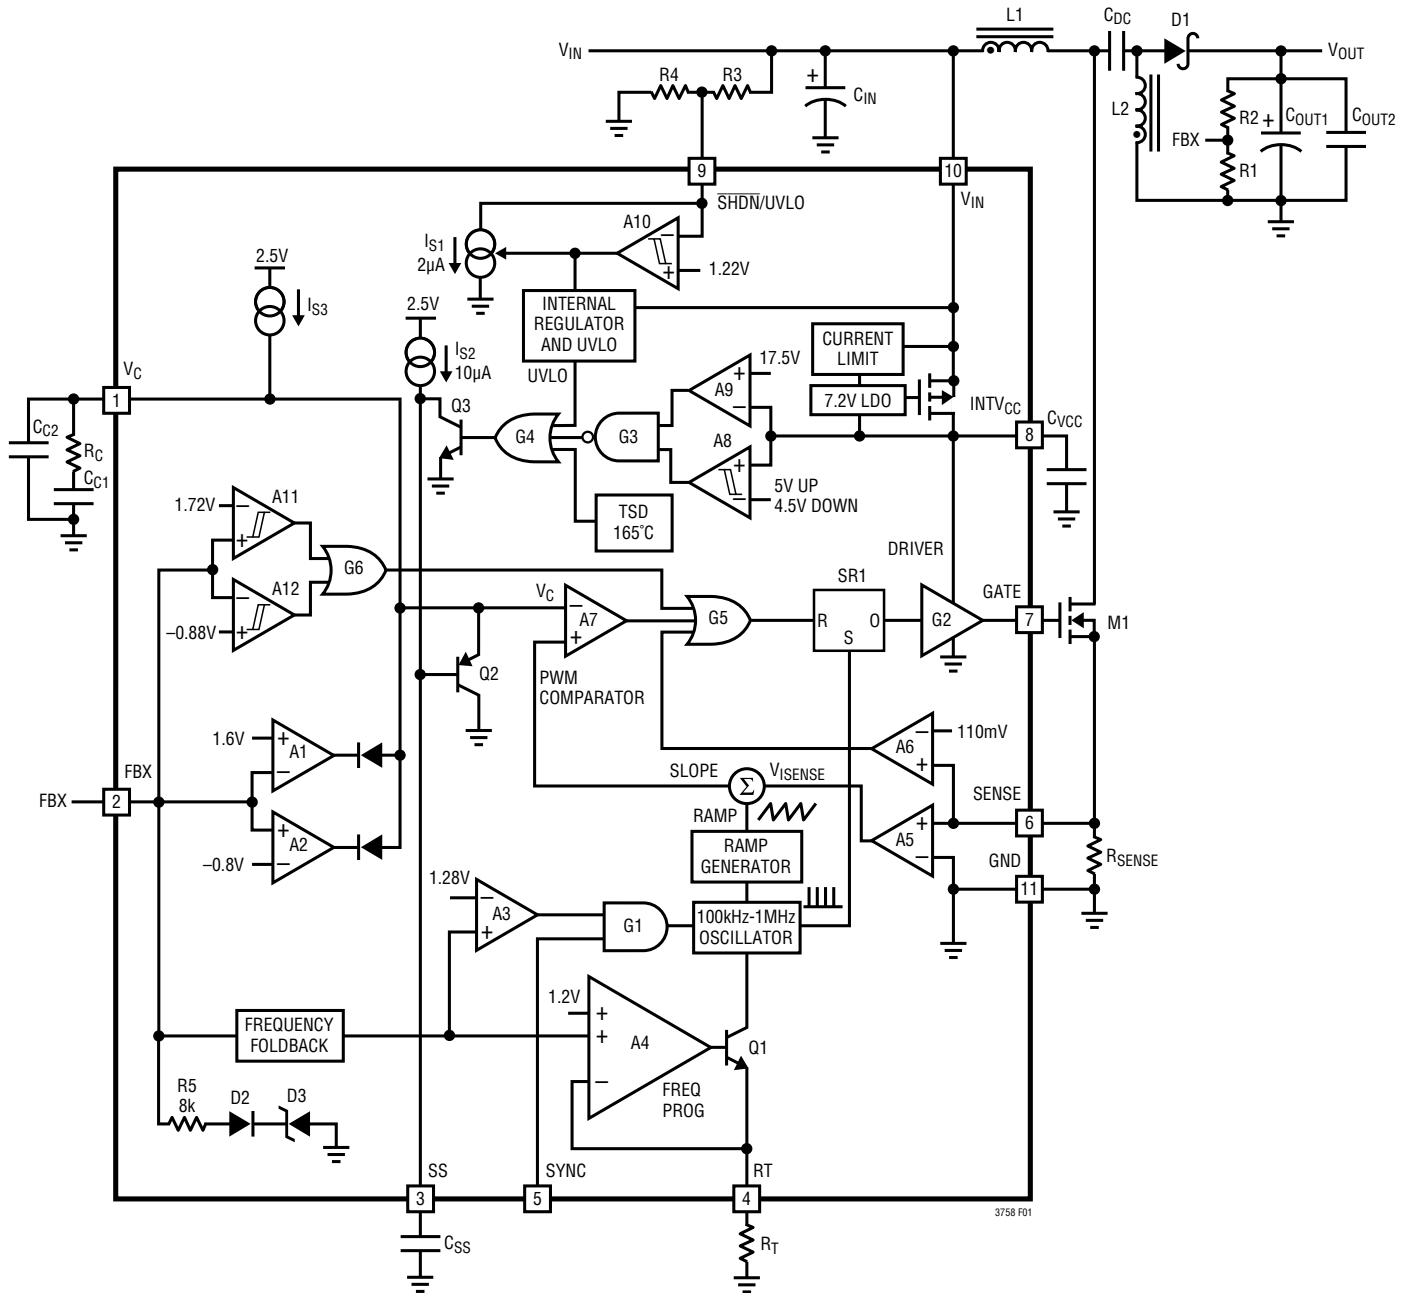 L1
CDC
D1
VIN
VOUT
R4
R3
CIN
L2
R2
COUT1
COUT2
FBX
R1
9
10
SHDN/UVLO
VIN
A10
IS1
2µA
1.22V
2.5V
IS3
2.5V
IS2
10µA
INTERNAL
REGULATOR
AND UVLO
UVLO
CURRENT
LIMIT
17.5V
A9
7.2V LDO
INTVCC
CVCC
VC
1
8
Q3
G4
G3
A8
CC2
RC
CC1
5V UP
4.5V DOWN
TSD
165˚C
1.72V
A11
G6
A12
–0.88V
DRIVER
SR1
GATE
VC
A7
G5
R
O
S
G2
7
M1
PWM
COMPARATOR
Q2
1.6V
A1
A6
110mV
FBX
SLOPE
VISENSE
Σ
SENSE
FBX
2
RAMP
6
A2
–0.8V
RAMP
GENERATOR
A5
GND
RSENSE
11
1.28V
A3
G1
100kHz-1MHz
OSCILLATOR
1.2V
FREQUENCY
FOLDBACK
A4
Q1
FREQ
PROG
R5
8k
D2
D3
SS
SYNC
RT
3
5
4
3758 F01
CSS
RT